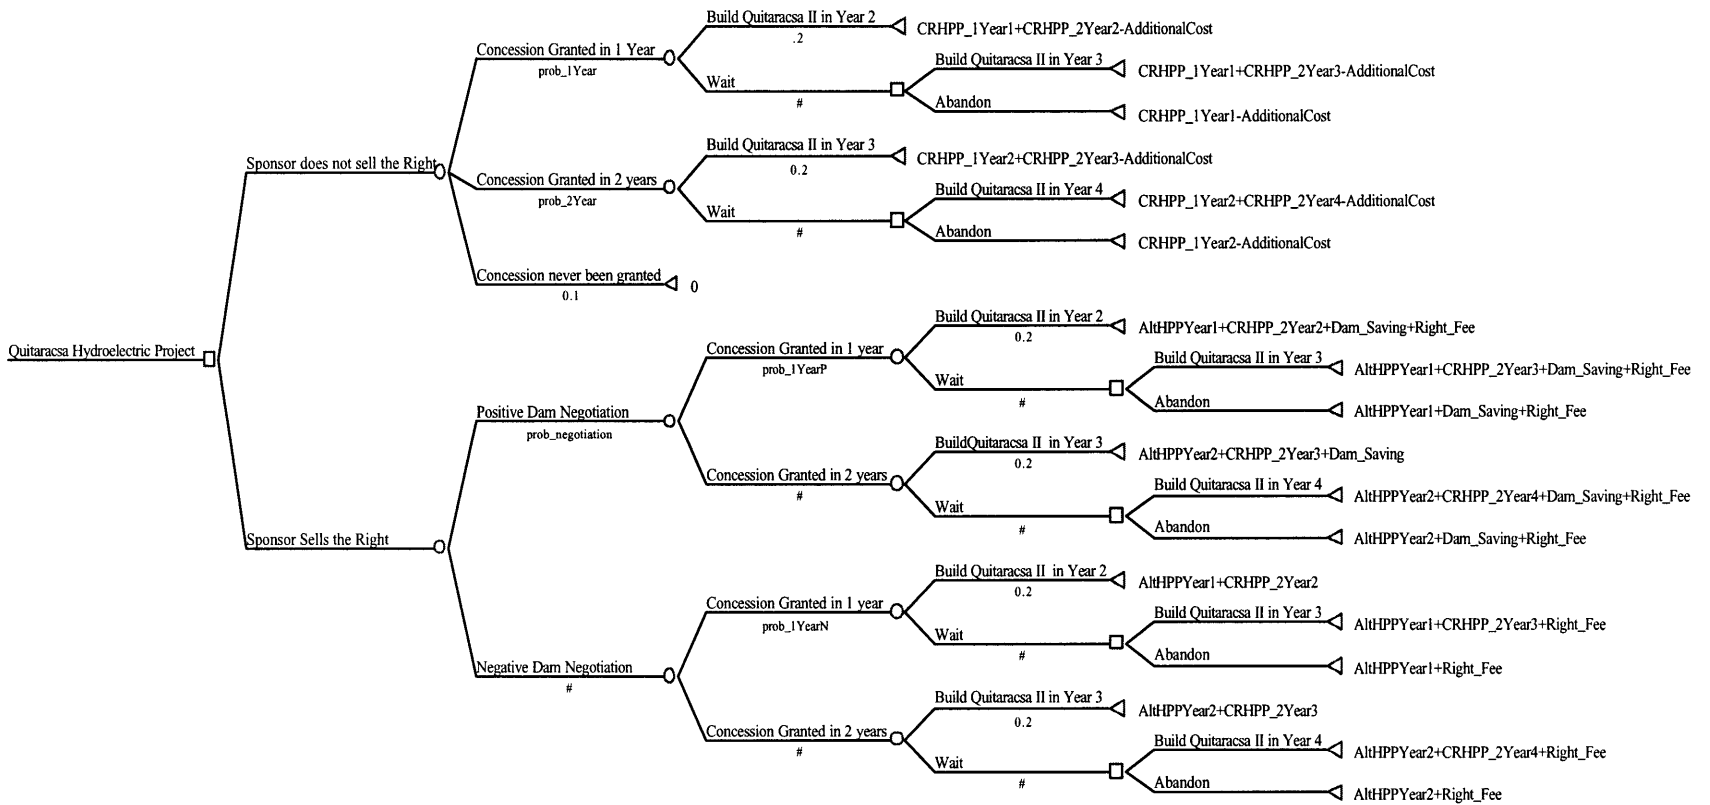 Build Quitaracsa II in Year 2
.2
CRHPP_1Year1+CRHPP_2Year2-AdditionalCost
Concession Granted in 1 Year
prob_1Year
Build Quitaracsa II in Year 3
CRHPP_1Year1+CRHPP_2Year3-AdditionalCost
Wait
#
Abandon
CRHPP_1Year1-AdditionalCost
Build Quitaracsa II in Year 3
0.2
CRHPP_1Year2+CRHPP_2Year3-AdditionalCost
Sponsor does not sell the Right
Concession Granted in 2 years
prob_2Year
Build Quitaracsa II in Year 4
CRHPP_1Year2+CRHPP_2Year4-AdditionalCost
Wait
#
Abandon
CRHPP_1Year2-AdditionalCost
Concession never been granted
0.1
0
Quitaracsa Hydroelectric Project
Build Quitaracsa II in Year 2
0.2
AltHPPYear1+CRHPP_2Year2+Dam_Saving+Right_Fee
Concession Granted in 1 year
prob_1YearP
Build Quitaracsa II in Year 3
AltHPPYear1+CRHPP_2Year3+Dam_Saving+Right_Fee
Wait
#
Abandon
AltHPPYear1+Dam_Saving+Right_Fee
Positive Dam Negotiation
prob_negotiation
BuildQuitaracsa II in Year 3
0.2
AltHPPYear2+CRHPP_2Year3+Dam_Saving
Concession Granted in 2 years
#
Build Quitaracsa II in Year 4
AltHPPYear2+CRHPP_2Year4+Dam_Saving+Right_Fee
Wait
#
Abandon
AltHPPYear2+Dam_Saving+Right_Fee
Sponsor Sells the Right
Build Quitaracsa II in Year 2
0.2
AltHPPYear1+CRHPP_2Year2
Concession Granted in 1 year
prob_1YearN
Build Quitaracsa II in Year 3
AltHPPYear1+CRHPP_2Year3+Right_Fee
Wait
#
Abandon
AltHPPYear1+Right_Fee
Negative Dam Negotiation
#
Build Quitaracsa II in Year 3
0.2
AltHPPYear2+CRHPP_2Year3
Concession Granted in 2 years
#
Build Quitaracsa II in Year 4
AltHPPYear2+CRHPP_2Year4+Right_Fee
Wait
#
Abandon
AltHPPYear2+Right_Fee